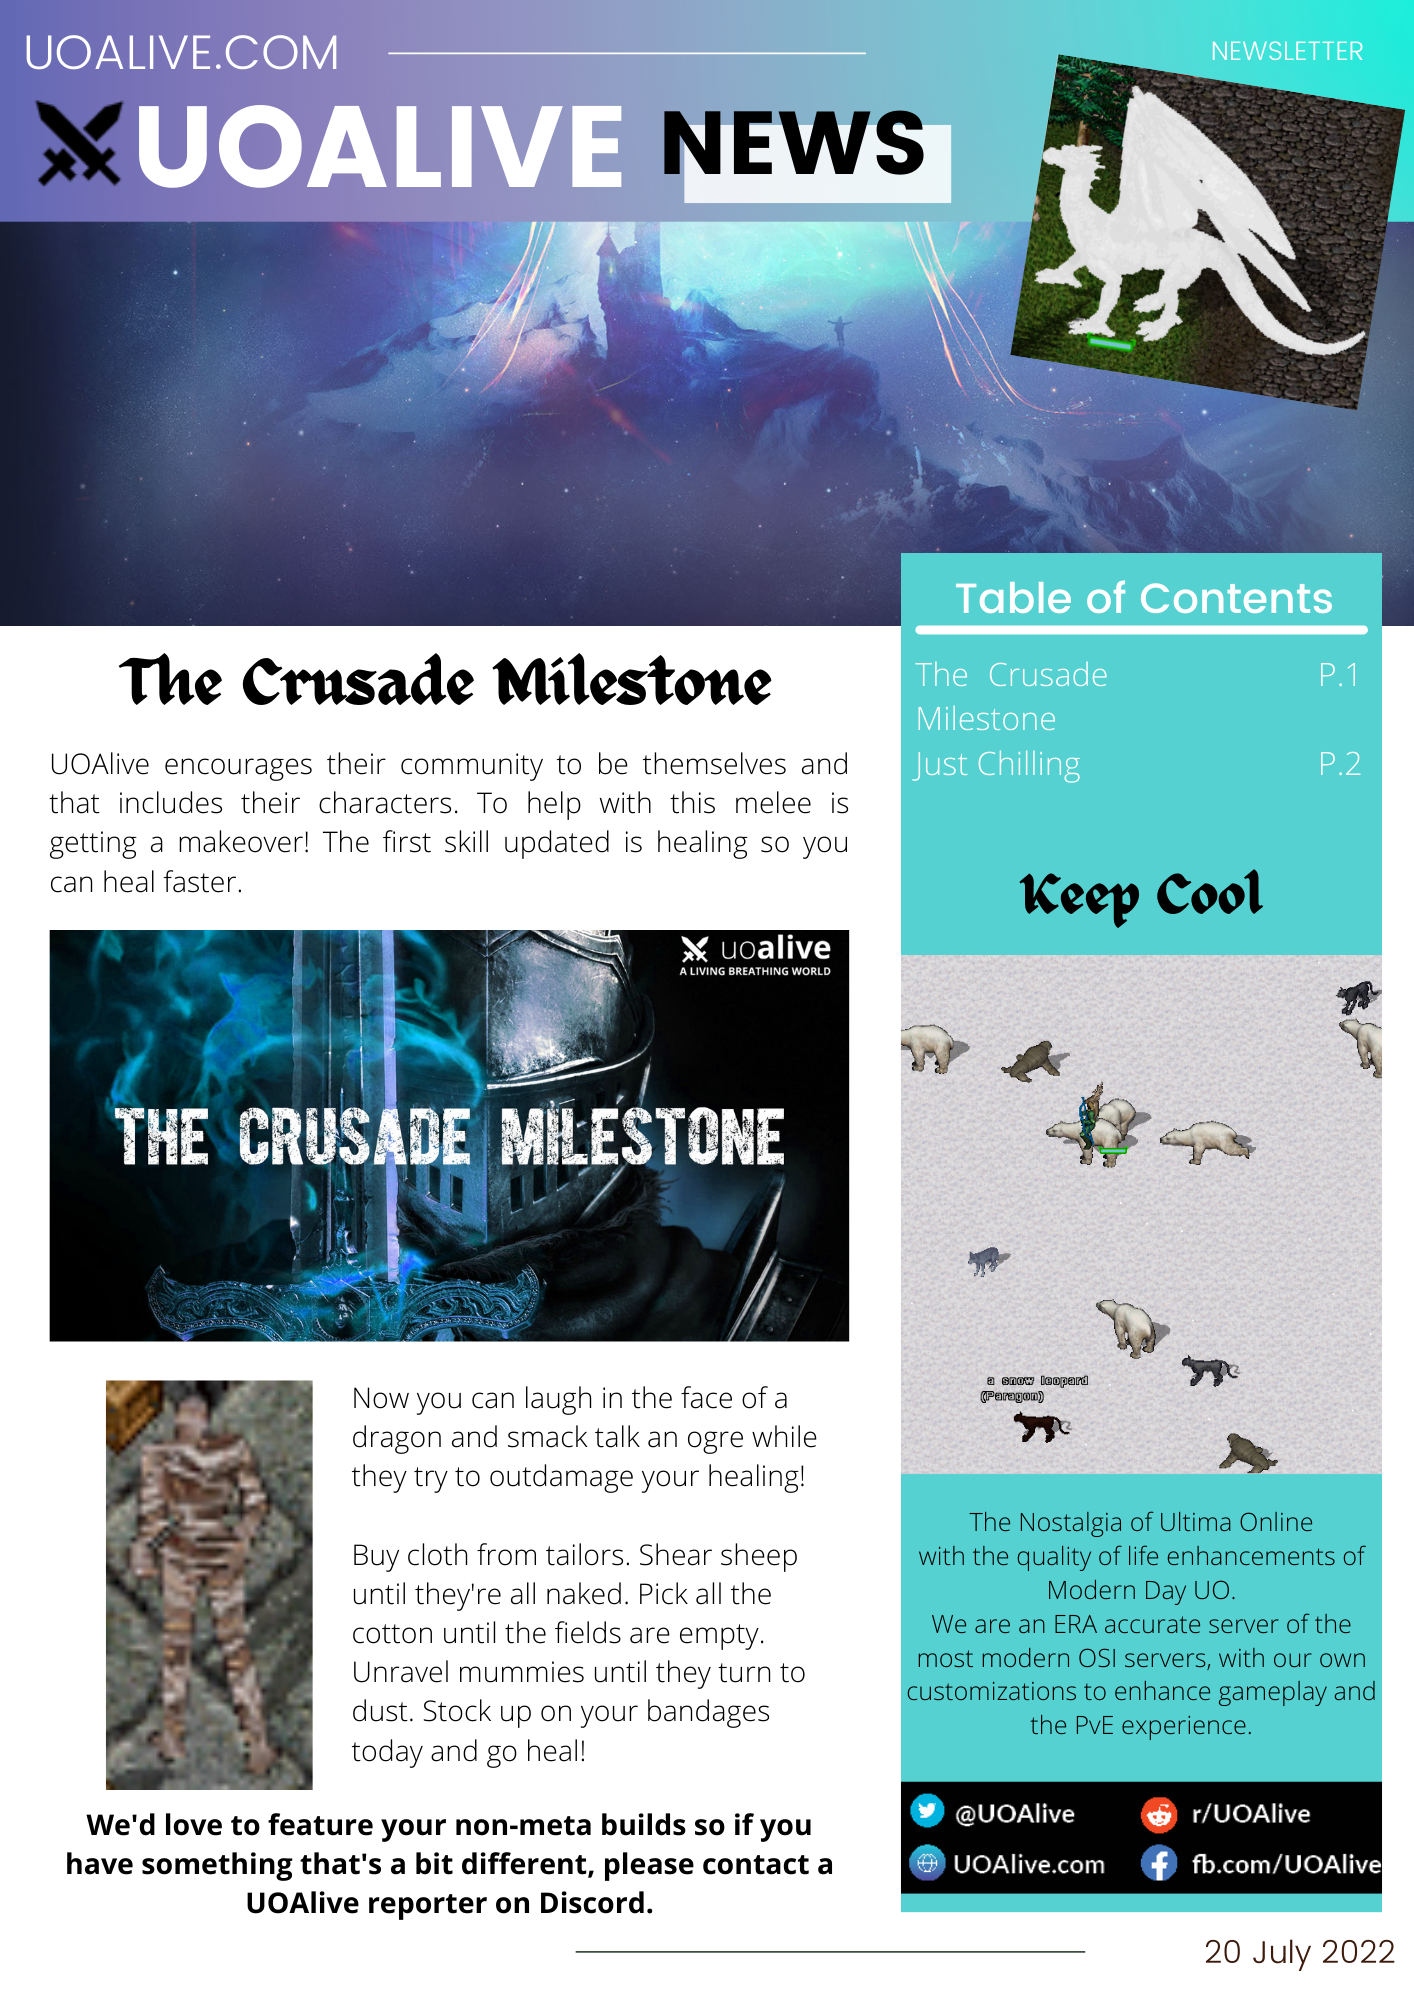 UOALIVE.COM
NEWSLETTER
UOALIVE NEWS
Table of Contents
The Crusade Milestone P.1
Just Chilling P.2
The Crusade Milestone
UOAlive encourages their community to be themselves and
that includes their characters. To help with this melee is
getting a makeover! The first skill updated is healing so you
can heal faster.
uoalive
A LIVING BREATHING WORLD
THE CRUSADE MILESTONE
Now you can laugh in the face of a
dragon and smack talk an ogre while
they try to outdamage your healing!
Buy cloth from tailors. Shear sheep
until they're all naked. Pick all the
cotton until the fields are empty.
Unravel mummies until they turn to
dust. Stock up on your bandages
today and go heal!
We'd love to feature your non-meta builds so if you
have something that's a bit different, please contact a
UOAlive reporter on Discord.
Keep Cool
a snow leopard
(Paragon)
The Nostalgia of Ultima Online
with the quality of life enhancements of
Modern Day UO.
We are an ERA accurate server of the
most modern OSI servers, with our own
customizations to enhance gameplay and
the PvE experience.
@UOAlive
r/UOAlive
UOAlive.com
fb.com/UOAlive
20 July 2022